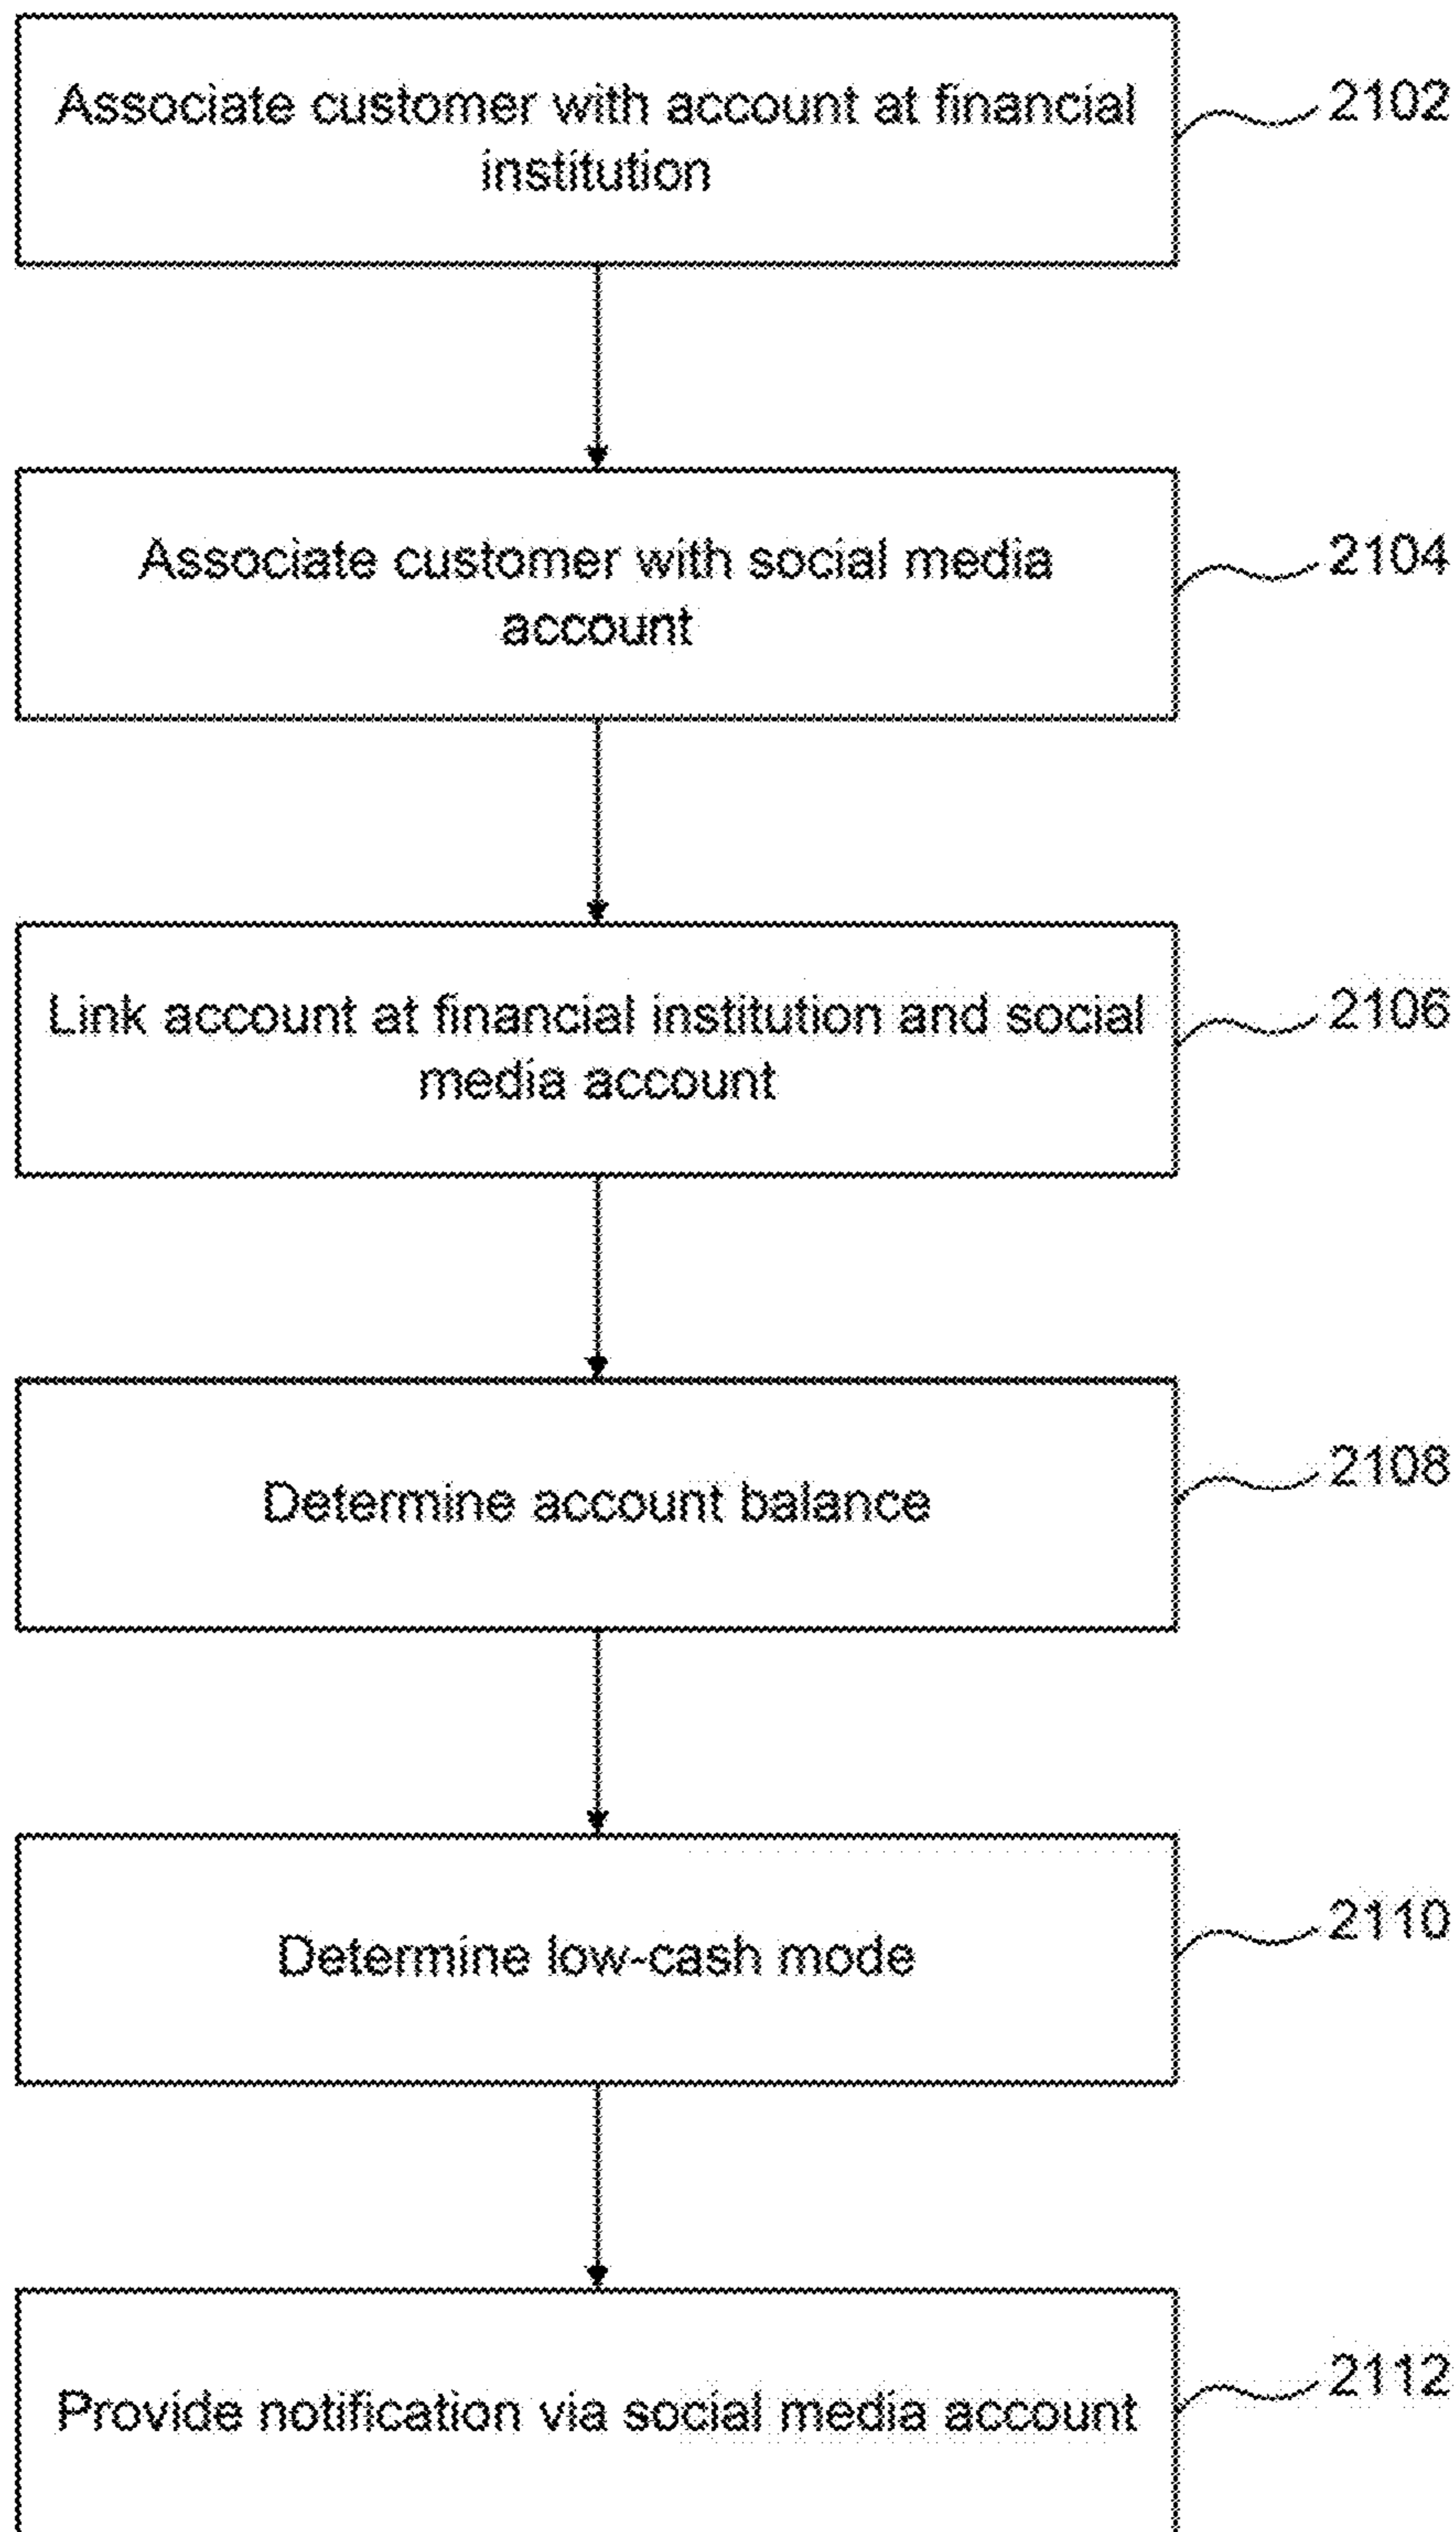 Associate customer with account at financial
institution
2102
Associate customer with social media
account
2104
Link account at financial institution and social
media account
2106
Determine account balance
2108
Determine low-cash mode
2110
Provide notification via social media account
2112